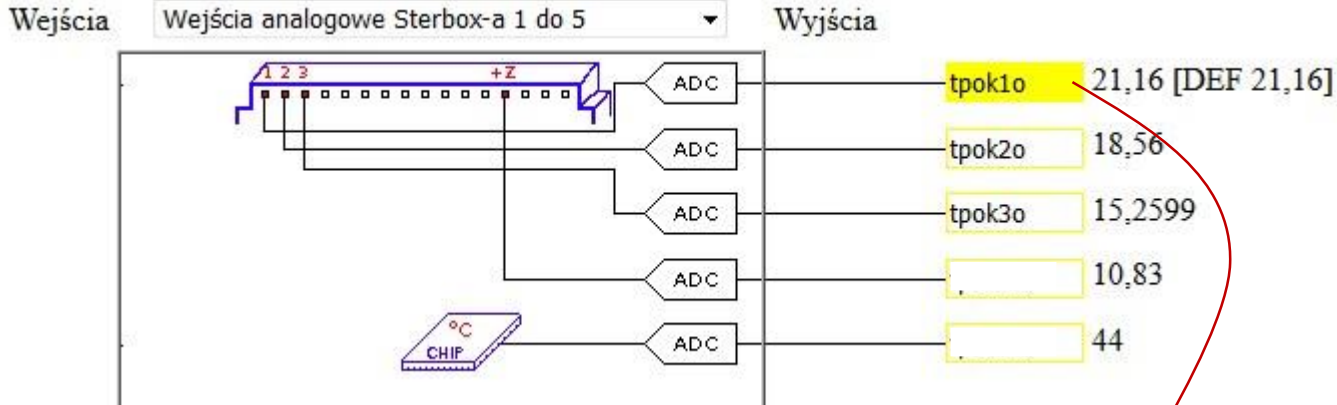 Wejścia Wejścia analogowe Sterbox-a 1 do 5 Wyjścia
1 2 3 +Z ADC tpok1o 21,16 [DEF 21,16]
ADC tpok2o 18,56
ADC tpok3o 15,2599
ADC 10,83
°C CHIP ADC 44